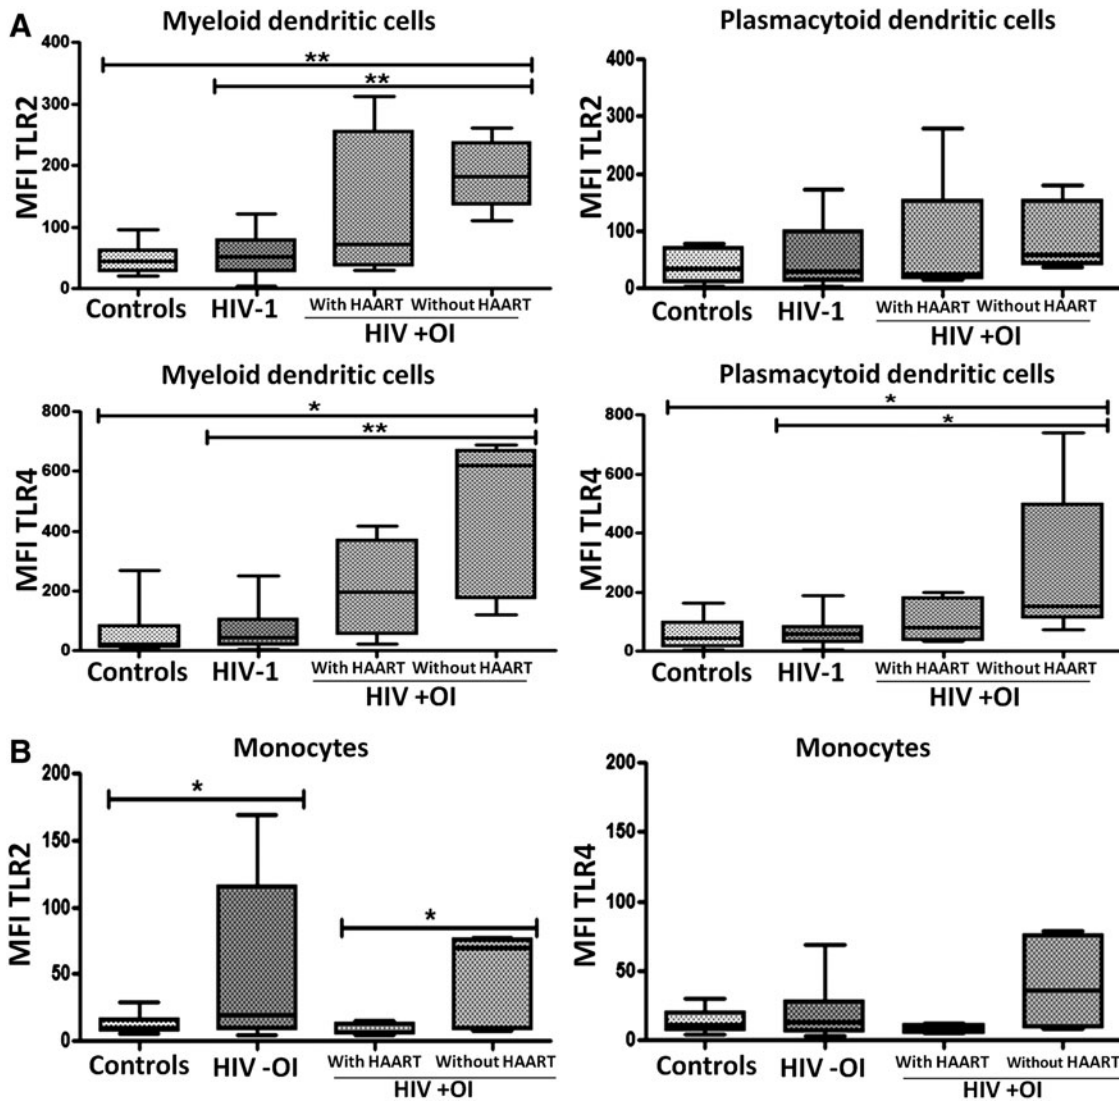 A
Myeloid dendritic cells
MFI TLR2
400
300
200
100
0
**
**
Controls
HIV-1
With HAART
Without HAART
HIV +OI
Plasmacytoid dendritic cells
MFI TLR2
400
300
200
100
0
Controls
HIV-1
With HAART
Without HAART
HIV +OI
Myeloid dendritic cells
MFI TLR4
800
600
400
200
0
*
**
Controls
HIV-1
With HAART
Without HAART
HIV +OI
Plasmacytoid dendritic cells
MFI TLR4
800
600
400
200
0
*
*
Controls
HIV-1
With HAART
Without HAART
HIV +OI
B
Monocytes
MFI TLR2
200
150
100
50
0
*
*
Controls
HIV -OI
With HAART
Without HAART
HIV +OI
Monocytes
MFI TLR4
200
150
100
50
0
Controls
HIV -OI
With HAART
Without HAART
HIV +OI